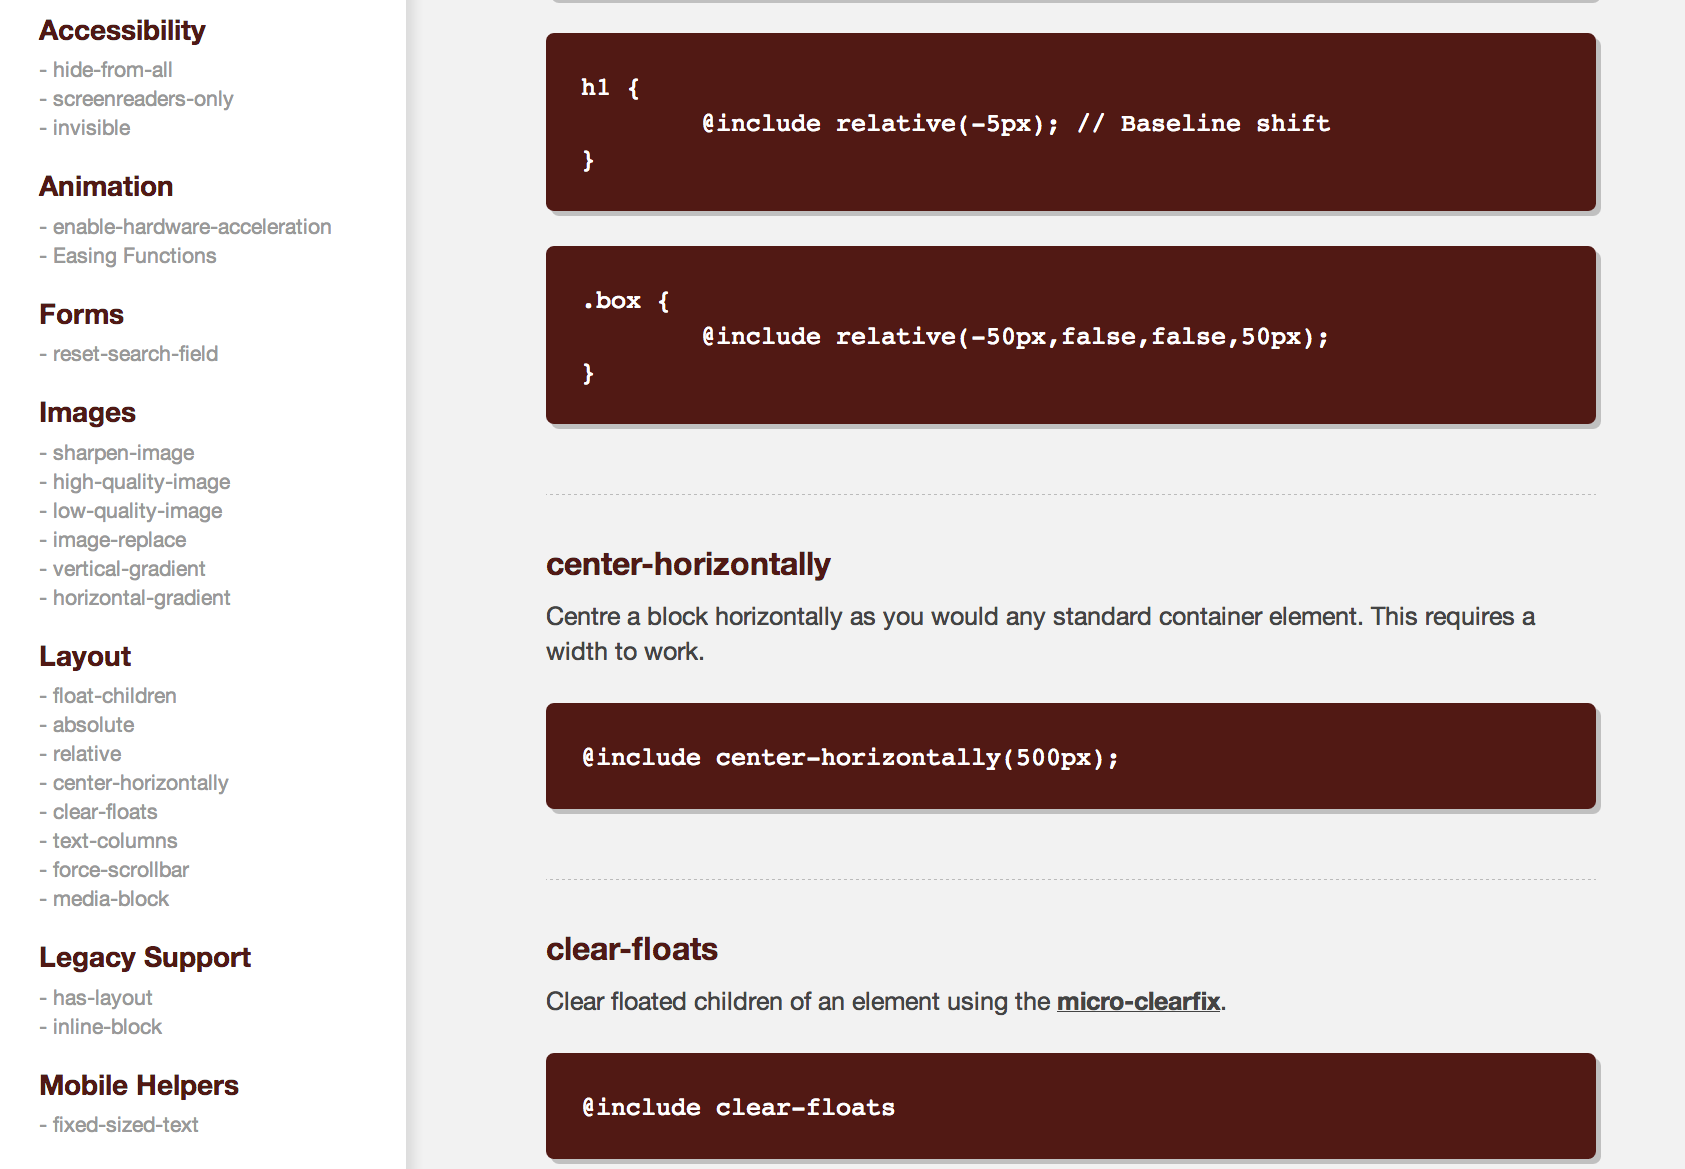 Accessibility
- hide-from-all
- screenreaders-only
- invisible
Animation
- enable-hardware-acceleration
- Easing Functions
Forms
- reset-search-field
Images
- sharpen-image
- high-quality-image
- low-quality-image
- image-replace
- vertical-gradient
- horizontal-gradient
Layout
- float-children
- absolute
- relative
- center-horizontally
- clear-floats
- text-columns
- force-scrollbar
- media-block
Legacy Support
- has-layout
- inline-block
Mobile Helpers
- fixed-sized-text
h1 {
@include relative(-5px); // Baseline shift
}
.box {
@include relative(-50px,false,false,50px);
}
center-horizontally
Centre a block horizontally as you would any standard container element. This requires a
width to work.
@include center-horizontally(500px);
clear-floats
Clear floated children of an element using the micro-clearfix.
@include clear-floats